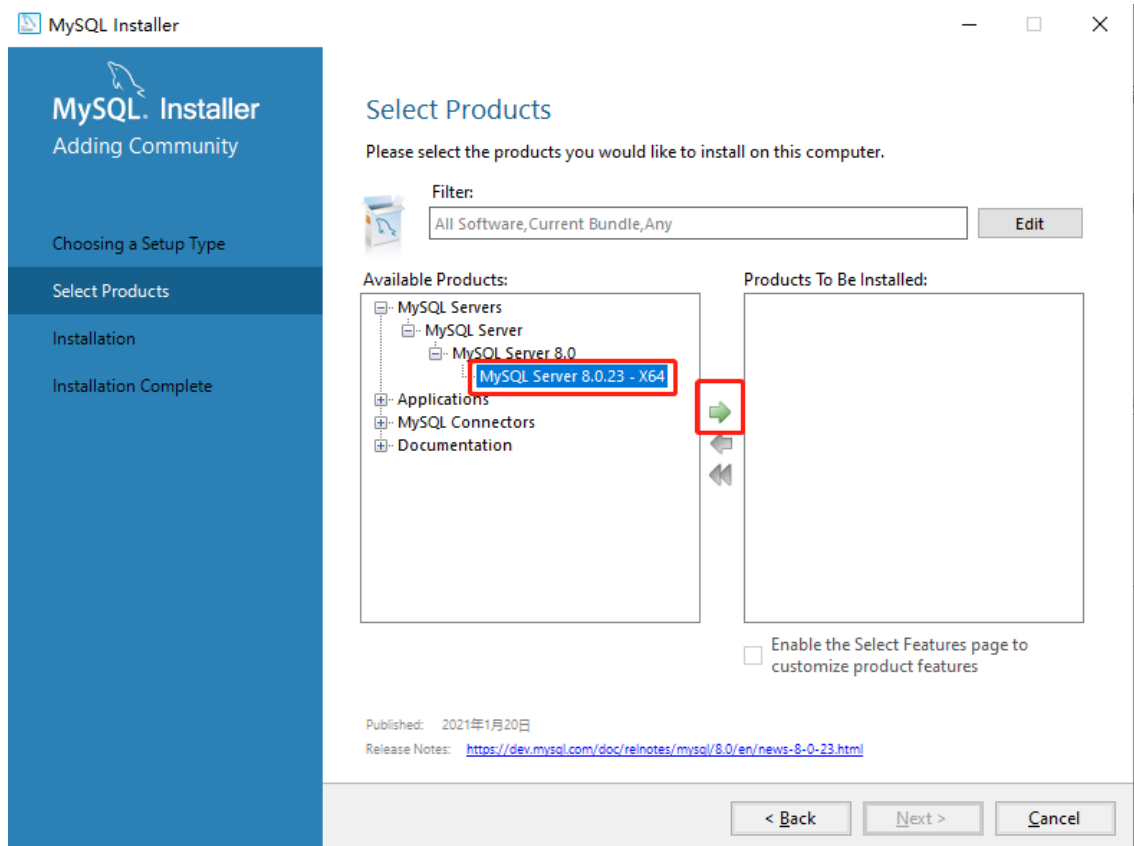 MySQL Installer
MySQL. Installer
Adding Community
Choosing a Setup Type
Select Products
Installation
Installation Complete
Select Products
Please select the products you would like to install on this computer.
Filter:
All Software,Current Bundle,Any
Edit
Available Products:
MySQL Servers
MySQL Server
MySQL Server 8.0
MySQL Server 8.0.23 - X64
Applications
MySQL Connectors
Documentation
Products To Be Installed:
Enable the Select Features page to
customize product features
Published: 2021年1月20日
Release Notes: https://dev.mysql.com/doc/relnotes/mysql/8.0/en/news-8-0-23.html
< Back
Next >
Cancel